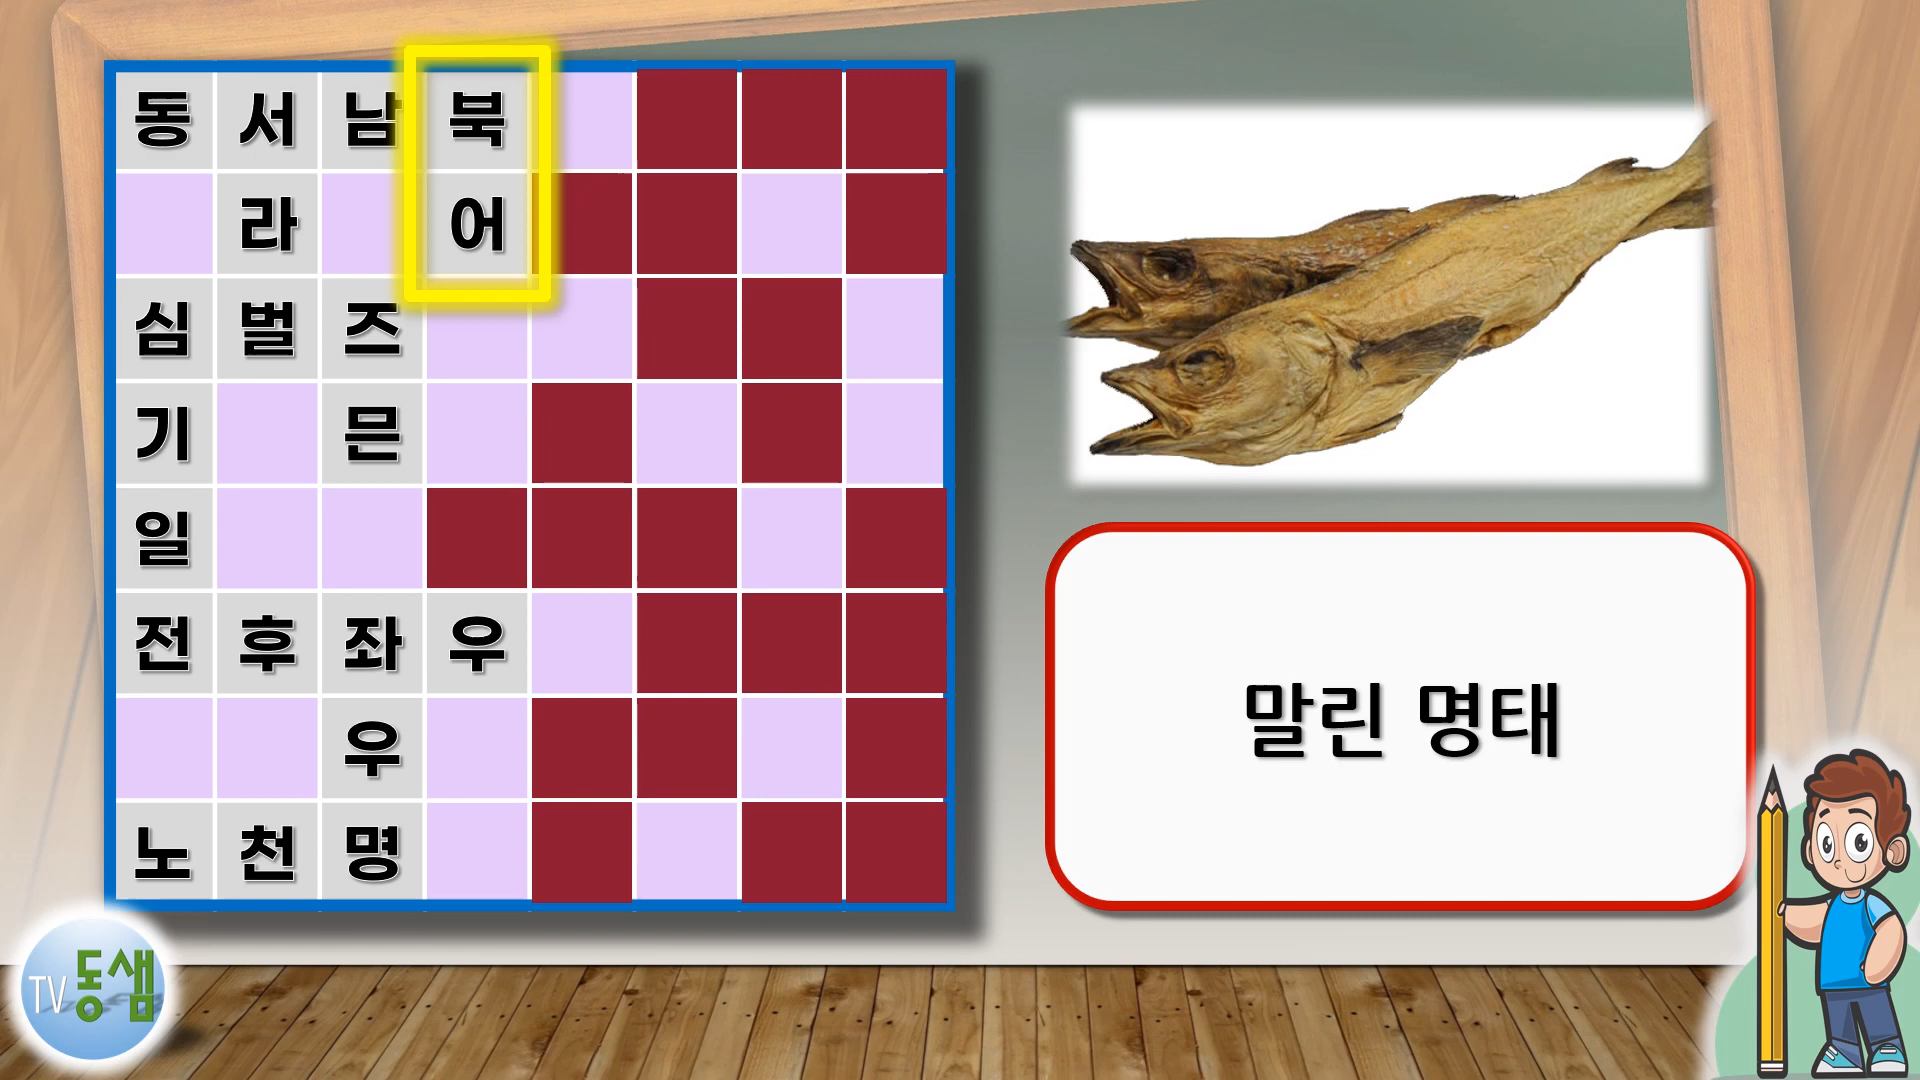 동 서 남 북
라 어
심 벌 즈
기 믄
일
전 후 좌 우
우
노 천 명
말린 명태
TV 동샘